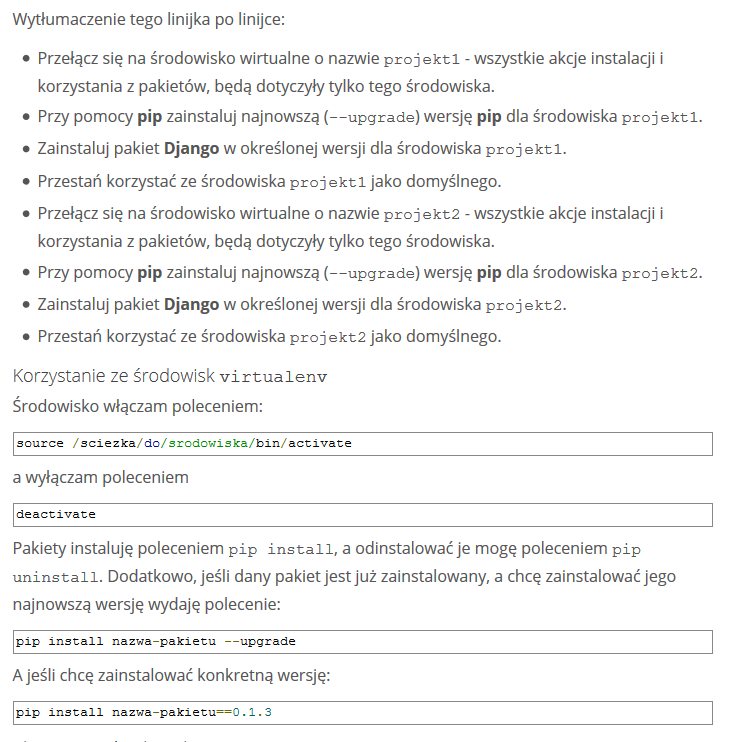 Wytłumaczenie tego linijka po linijce:
Przełącz się na środowisko wirtualne o nazwie projekt1 - wszystkie akcje instalacji i
korzystania z pakietów, będą dotyczyły tylko tego środowiska.
Przy pomocy pip zainstaluj najnowszą (--upgrade) wersję pip dla środowiska projekt1.
Zainstaluj pakiet Django w określonej wersji dla środowiska projekt1.
Przestań korzystać ze środowiska projekt1 jako domyślnego.
Przełącz się na środowisko wirtualne o nazwie projekt2 - wszystkie akcje instalacji i
korzystania z pakietów, będą dotyczyły tylko tego środowiska.
Przy pomocy pip zainstaluj najnowszą (--upgrade) wersję pip dla środowiska projekt2.
Zainstaluj pakiet Django w określonej wersji dla środowiska projekt2.
Przestań korzystać ze środowiska projekt2 jako domyślnego.
Korzystanie ze środowisk virtualenv
Środowisko włączam poleceniem:
source /sciezka/do/srodowiska/bin/activate
a wyłączam poleceniem
deactivate
Pakiety instaluję poleceniem pip install, a odinstalować je mogę poleceniem pip
uninstall. Dodatkowo, jeśli dany pakiet jest już zainstalowany, a chcę zainstalować jego
najnowszą wersję wydaję polecenie:
pip install nazwa-pakietu --upgrade
A jeśli chcę zainstalować konkretną wersję:
pip install nazwa-pakietu==0.1.3